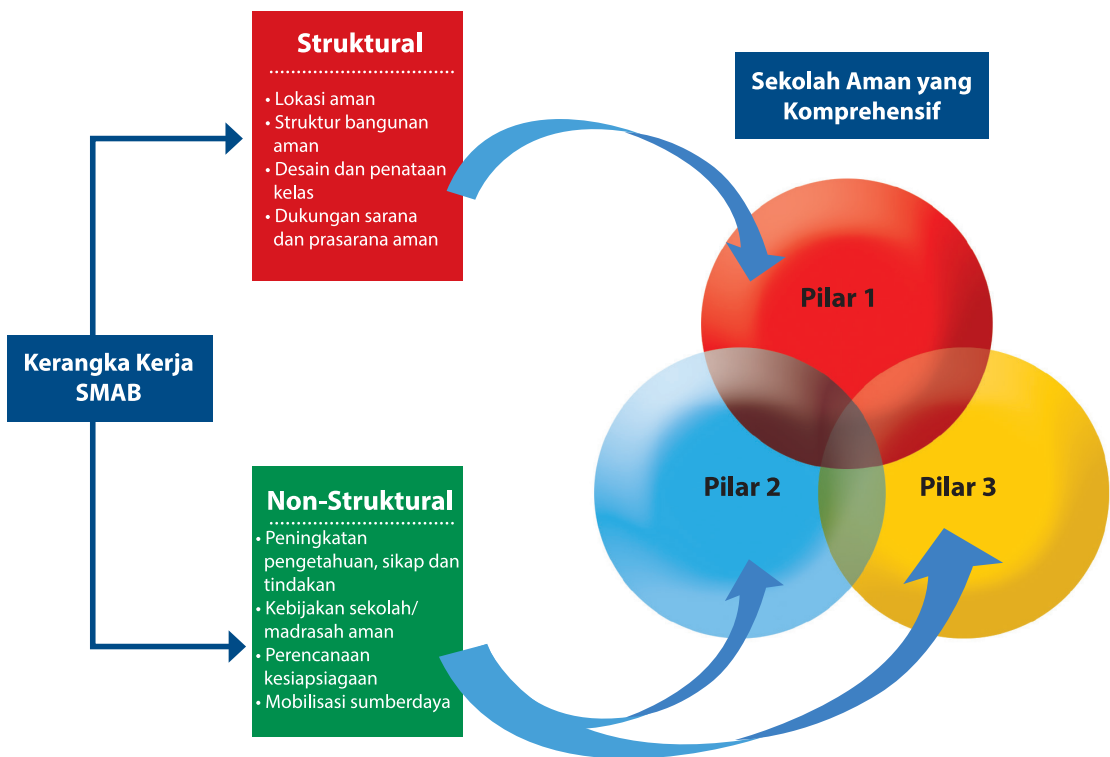 Struktural
• Lokasi aman
• Struktur bangunan
aman
• Desain dan penataan
kelas
• Dukungan sarana
dan prasarana aman
Sekolah Aman yang
Komprehensif
Kerangka Kerja
SMAB
Pilar 1
Pilar 2
Pilar 3
Non-Struktural
• Peningkatan
pengetahuan, sikap dan
tindakan
• Kebijakan sekolah/
madrasah aman
• Perencanaan
kesiapsiagaan
• Mobilisasi sumberdaya